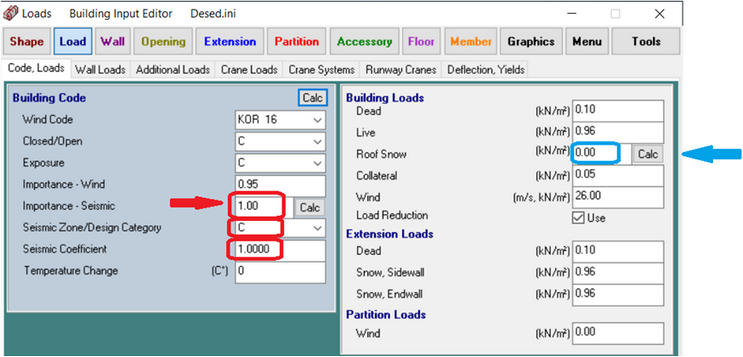 Loads Building Input Editor Desed.ini
Shape Load Wall Opening Extension Partition Accessory Floor Member Graphics Menu Tools
Code, Loads Wall Loads Additional Loads Crane Loads Crane Systems Runway Cranes Deflection, Yields
Building Code Calc
Wind Code KOR 16
Closed/Open C
Exposure C
Importance - Wind 0.95
Importance - Seismic 1.00 Calc
Seismic Zone/Design Category C
Seismic Coefficient 1.0000
Temperature Change (C°) 0
Building Loads
Dead (kN/m²) 0.10
Live (kN/m²) 0.96
Roof Snow (kN/m²) 0.00 Calc
Collateral (kN/m²) 0.05
Wind (m/s, kN/m²) 26.00
Load Reduction Use
Extension Loads
Dead (kN/m²) 0.10
Snow, Sidewall (kN/m²) 0.96
Snow, Endwall (kN/m²) 0.96
Partition Loads
Wind (kN/m²) 0.00